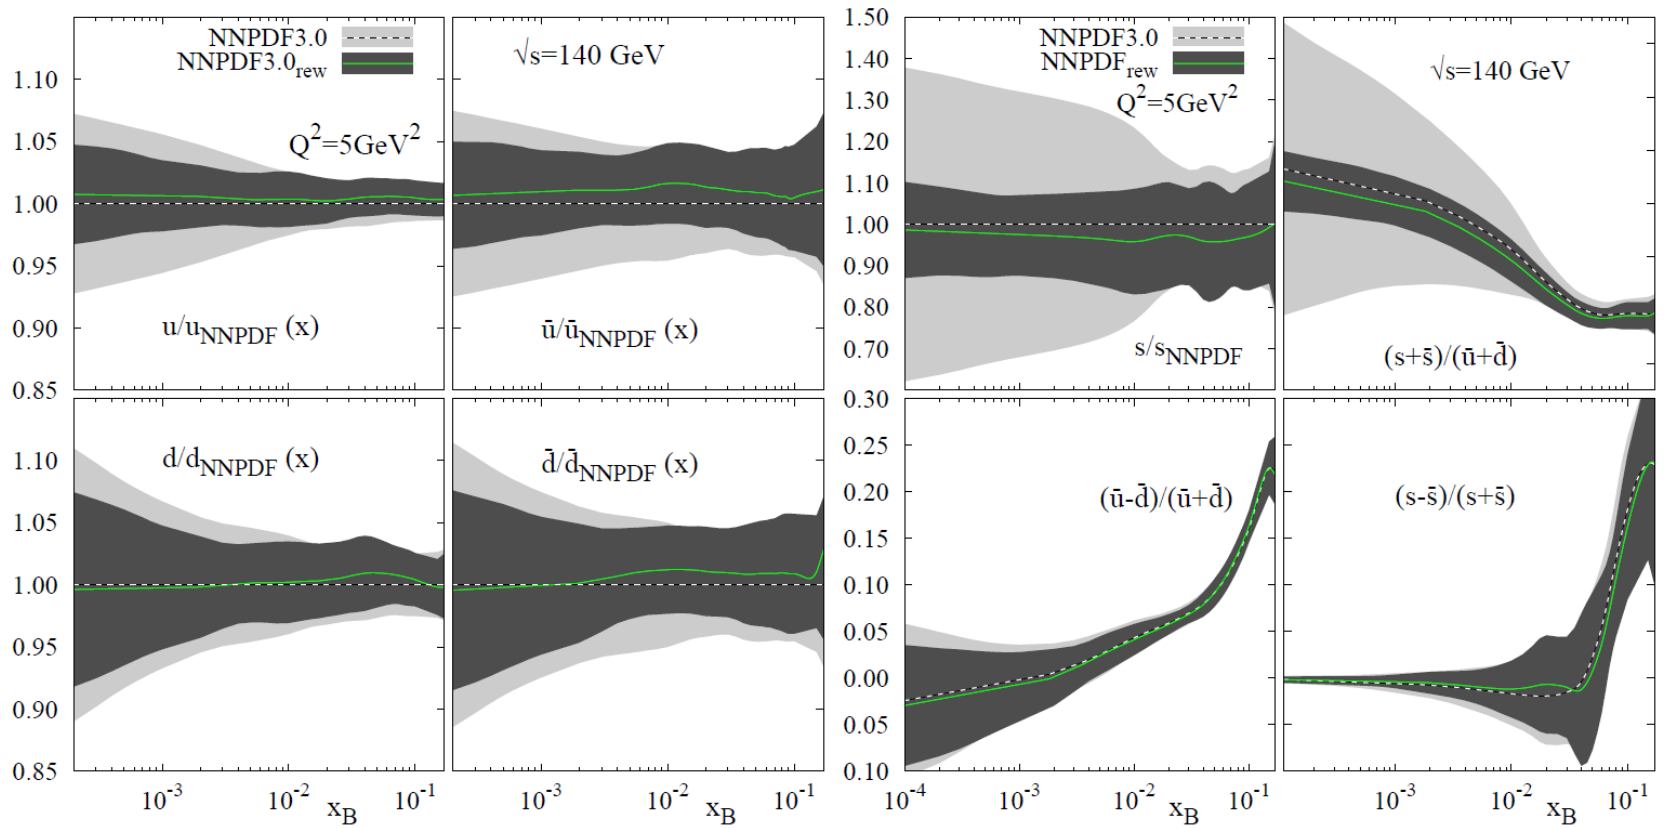 NNPDF3.0
NNPDF3.0rew
Q²=5GeV²
u/uNNPDF (x)
1.10
1.05
1.00
0.95
0.90
0.85
√s=140 GeV
ū/ūNNPDF (x)
d/dNNPDF (x)
1.10
1.05
1.00
0.95
0.90
0.85
10⁻³
10⁻²
10⁻¹
xB
d̄/d̄NNPDF (x)
10⁻³
10⁻²
10⁻¹
xB
1.50
1.40
1.30
1.20
1.10
1.00
0.90
0.80
0.70
NNPDF3.0
NNPDFrew
Q²=5GeV²
s/sNNPDF
√s=140 GeV
(s+s̄)/(ū+d̄)
0.30
0.25
0.20
0.15
0.10
0.05
0.00
0.05
0.10
(ū-d̄)/(ū+d̄)
10⁻⁴
10⁻³
10⁻²
10⁻¹
xB
(s-s̄)/(s+s̄)
10⁻³
10⁻²
10⁻¹
xB